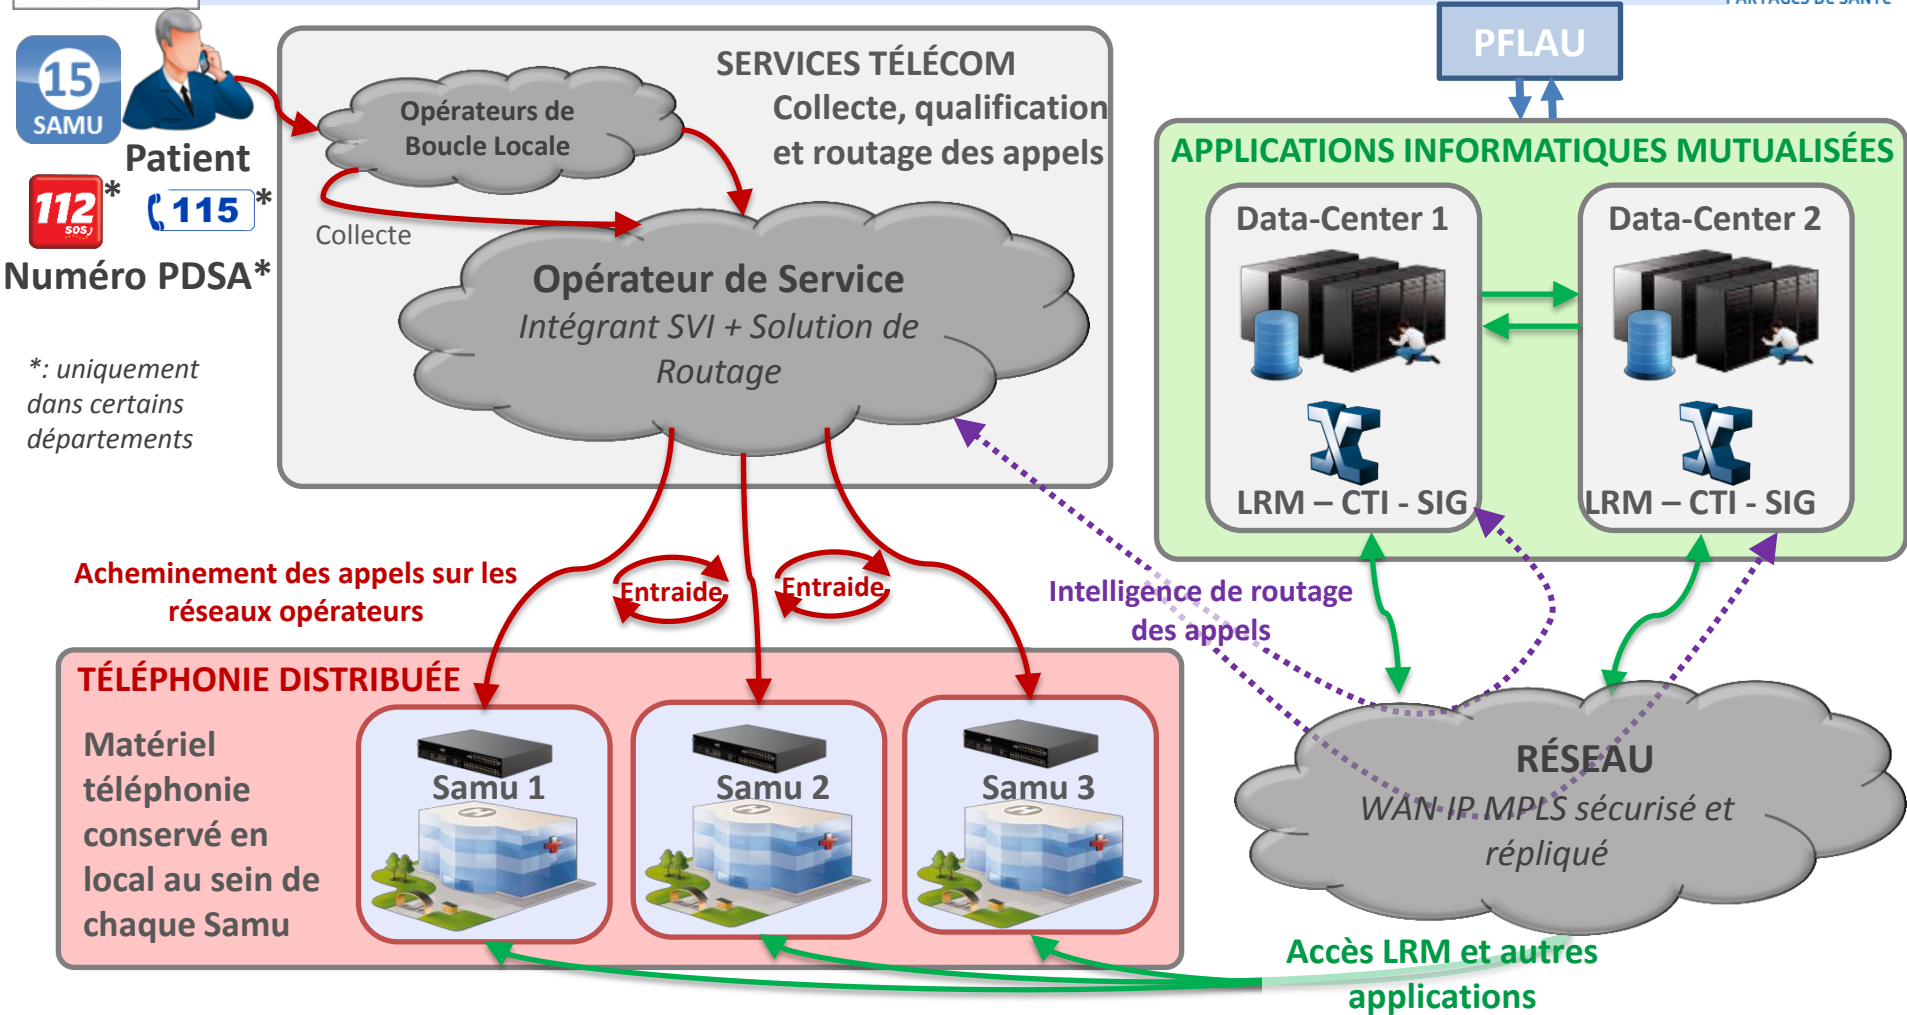 PARTAGÉS DE SANTÉ
15
SAMU
Patient
112
SOS
*
115
*
Numéro PDSA*
*: uniquement
dans certains
départements
SERVICES TÉLÉCOM
Collecte, qualification
et routage des appels
Opérateurs de
Boucle Locale
Collecte
Opérateur de Service
Intégrant SVI + Solution de
Routage
PFLAU
APPLICATIONS INFORMATIQUES MUTUALISÉES
Data-Center 1
LRM – CTI - SIG
Data-Center 2
LRM – CTI - SIG
Acheminement des appels sur les
réseaux opérateurs
Entraide
Entraide
Intelligence de routage
des appels
TÉLÉPHONIE DISTRIBUÉE
Matériel
téléphonie
conservé en
local au sein de
chaque Samu
Samu 1
Samu 2
Samu 3
RÉSEAU
WAN IP MPLS sécurisé et
répliqué
Accès LRM et autres
applications